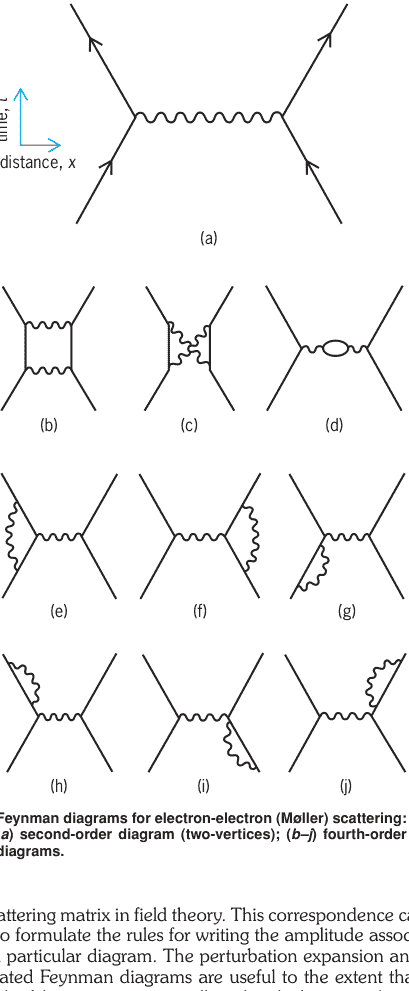 time, t
distance, x
(a)
(b) (c) (d)
(e) (f) (g)
(h) (i) (j)
Feynman diagrams for electron-electron (Møller) scattering:
a) second-order diagram (two-vertices); (b–j) fourth-order
diagrams.
attering matrix in field theory. This correspondence ca
o formulate the rules for writing the amplitude assoc
particular diagram. The perturbation expansion an
ated Feynman diagrams are useful to the extent tha